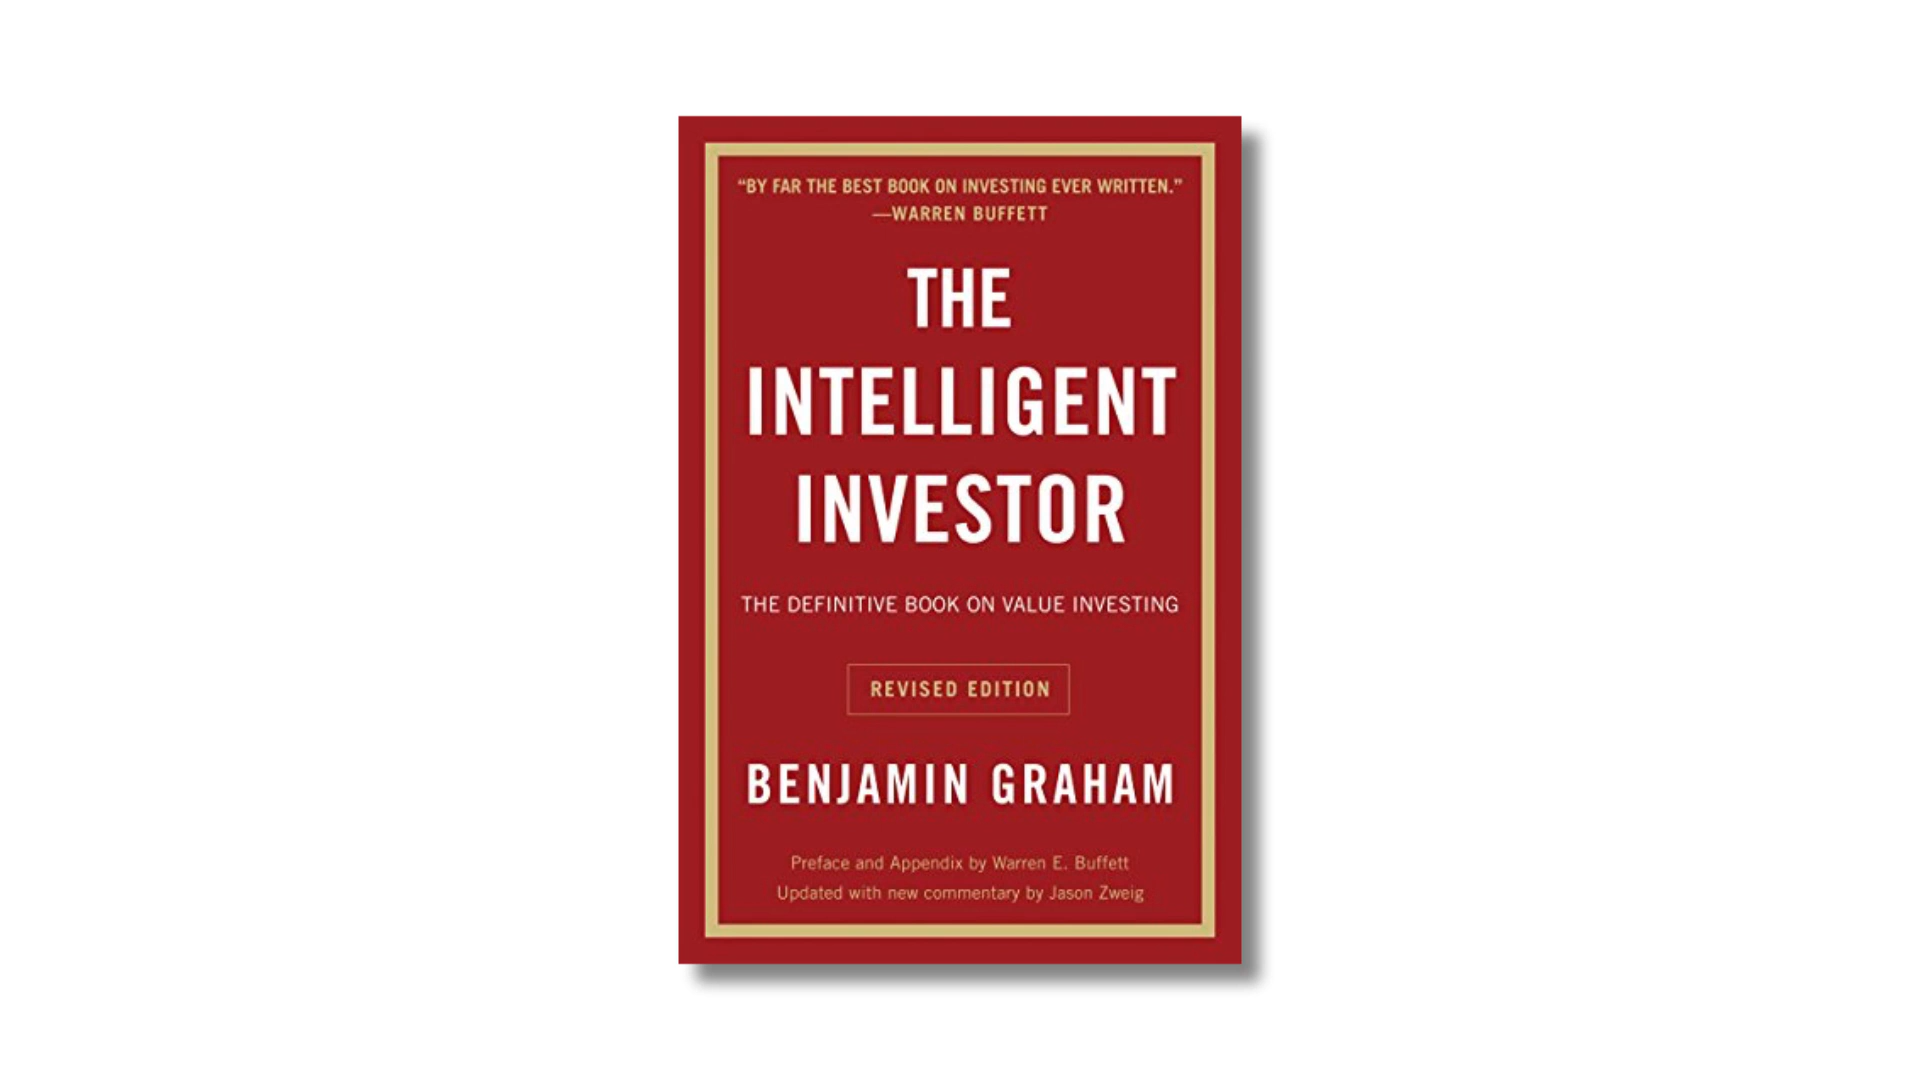 “BY FAR THE BEST BOOK ON INVESTING EVER WRITTEN.”
—WARREN BUFFETT
THE
INTELLIGENT
INVESTOR
THE DEFINITIVE BOOK ON VALUE INVESTING
REVISED EDITION
BENJAMIN GRAHAM
Preface and Appendix by Warren E. Buffett
Updated with new commentary by Jason Zweig